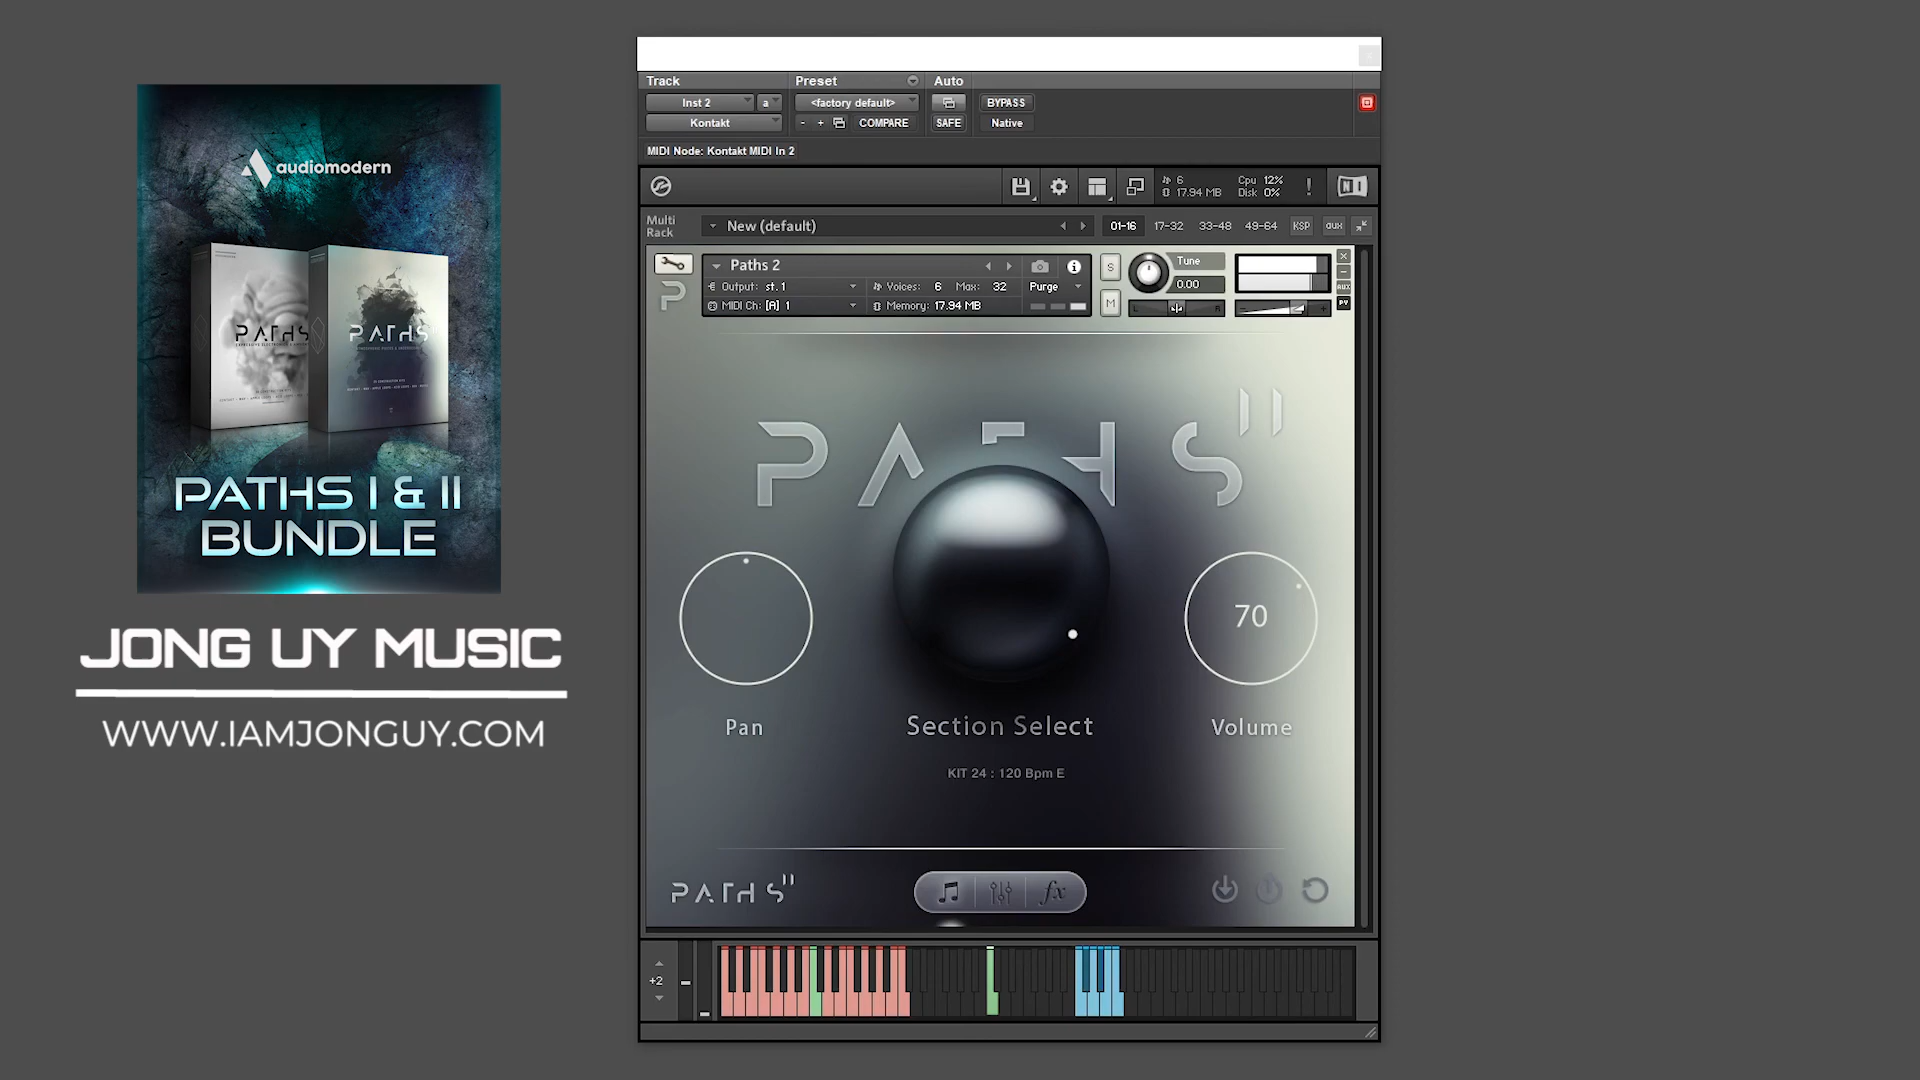 audiomodern
PATHS
PATHS
PATHS I & II
BUNDLE
JONG UY MUSIC
WWW.IAMJONGUY.COM
Track
Preset
Auto
Inst 2
a
<factory default>
BYPASS
Kontakt
- +
COMPARE
SAFE
Native
MIDI Node: Kontakt MIDI In 2
6
17.94 MB
Cpu 12%
Disk 0%
!
NI
Multi
Rack
New (default)
01-16
17-32
33-48
49-64
KSP
AUX
Paths 2
S
Tune
Output: st.1
Voices: 6 Max: 32
Purge
0.00
AUX
MIDI Ch: [A] 1
Memory: 17.94 MB
M
L
R
PV
PATHS II
70
Pan
Section Select
Volume
KIT 24 : 120 Bpm E
PATHS II
fx
+2